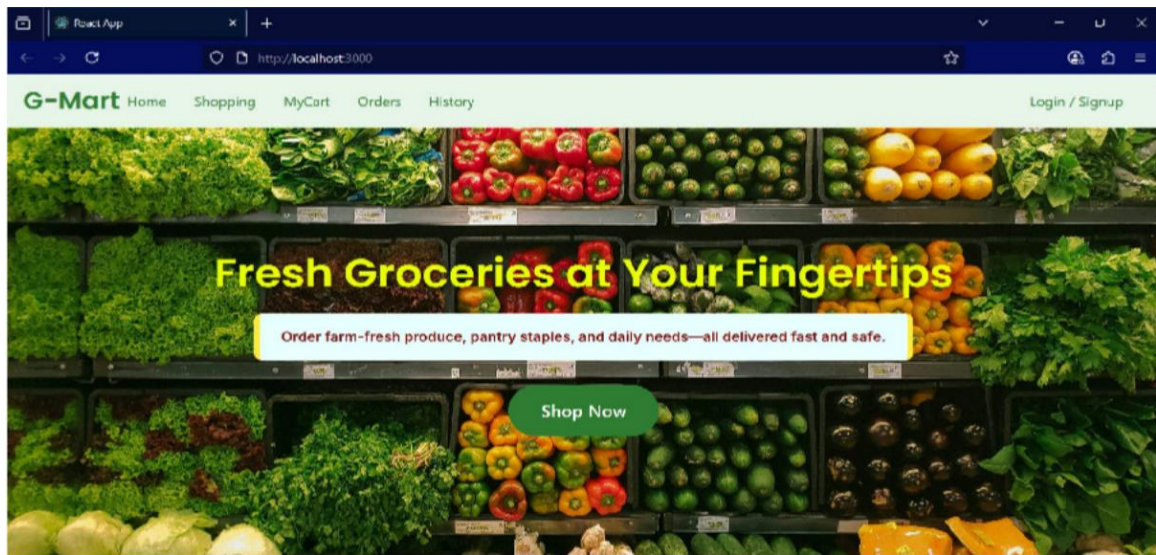 React App
http://localhost:3000
G-Mart Home Shopping MyCart Orders History Login / Signup
Fresh Groceries at Your Fingertips
Order farm-fresh produce, pantry staples, and daily needs—all delivered fast and safe.
Shop Now